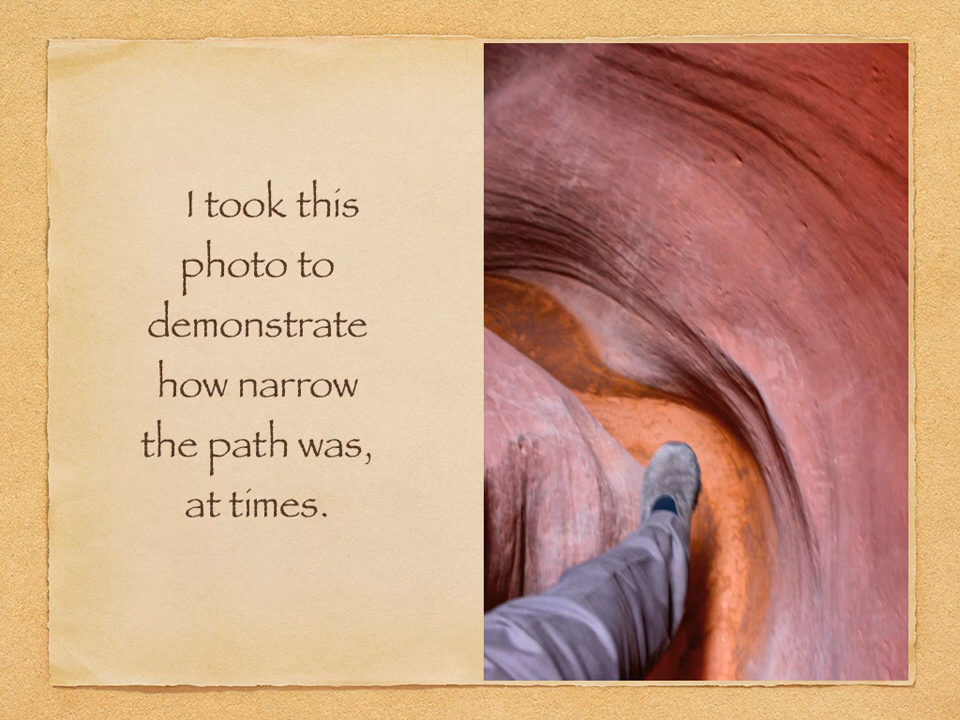 I took this
photo to
demonstrate
how narrow
the path was,
at times.